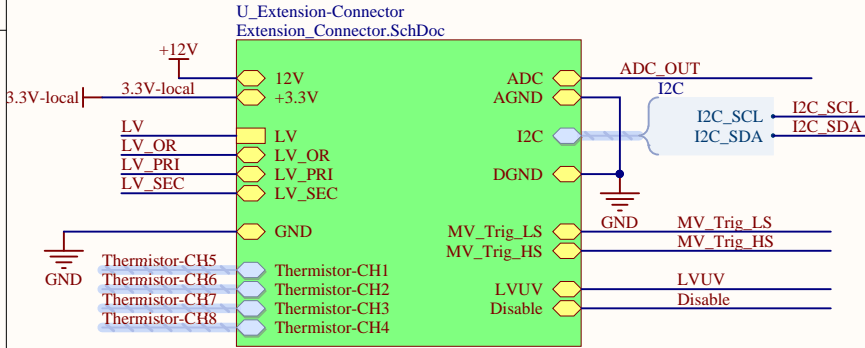 U_Extension-Connector
Extension_Connector.SchDoc
+12V
3.3V-local
3.3V-local
12V
+3.3V
LV
LV_OR
LV_PRI
LV_SEC
LV
LV_OR
LV_PRI
LV_SEC
GND
GND
Thermistor-CH5
Thermistor-CH6
Thermistor-CH7
Thermistor-CH8
Thermistor-CH1
Thermistor-CH2
Thermistor-CH3
Thermistor-CH4
ADC
AGND
I2C
DGND
MV_Trig_LS
MV_Trig_HS
LVUV
Disable
ADC_OUT
I2C
I2C_SCL
I2C_SDA
I2C_SCL
I2C_SDA
GND
MV_Trig_LS
MV_Trig_HS
LVUV
Disable